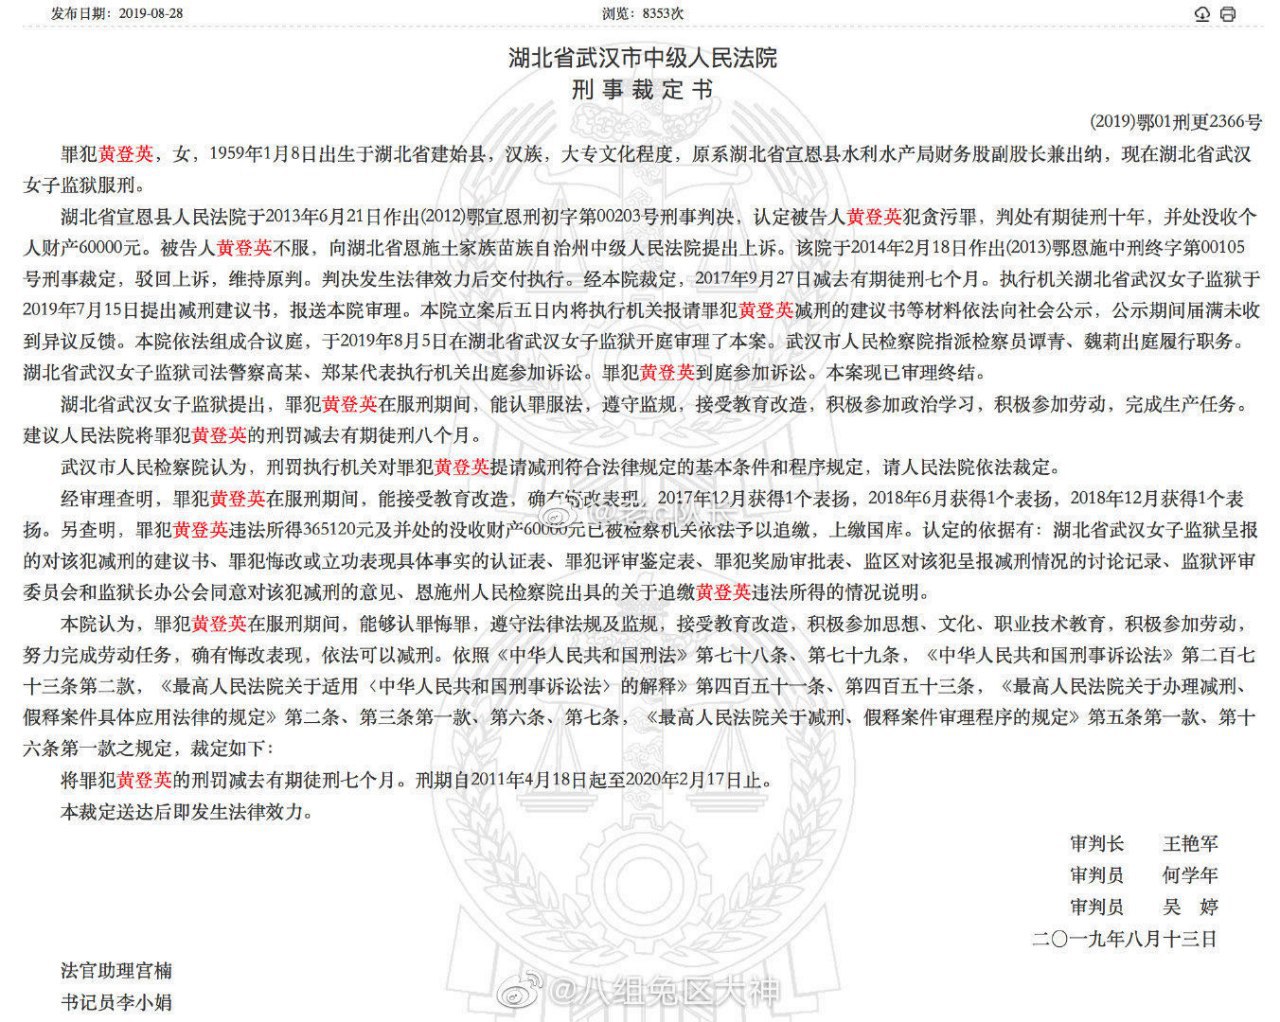 发布日期：2019-08-28
浏览：8353次
湖北省武汉市中级人民法院
刑事裁定书
(2019)鄂01刑更2366号
罪犯黄登英，女，1959年1月8日出生于湖北省建始县，汉族，大专文化程度，原系湖北省宣恩县水利水产局财务股副股长兼出纳，现在湖北省武汉
女子监狱服刑。
湖北省宣恩县人民法院于2013年6月21日作出(2012)鄂宣恩刑初字第00203号刑事判决，认定被告人黄登英犯贪污罪，判处有期徒刑十年，并处没收个
人财产60000元。被告人黄登英不服，向湖北省恩施土家族苗族自治州中级人民法院提出上诉。该院于2014年2月18日作出(2013)鄂恩施中刑终字第00105
号刑事裁定，驳回上诉，维持原判。判决发生法律效力后交付执行。经本院裁定，2017年9月27日减去有期徒刑七个月。执行机关湖北省武汉女子监狱于
2019年7月15日提出减刑建议书，报送本院审理。本院立案后五日内将执行机关报请罪犯黄登英减刑的建议书等材料依法向社会公示，公示期间届满未收
到异议反馈。本院依法组成合议庭，于2019年8月5日在湖北省武汉女子监狱开庭审理了本案。武汉市人民检察院指派检察员谭青、魏莉出庭履行职务。
湖北省武汉女子监狱司法警察高某、郑某代表执行机关出庭参加诉讼。罪犯黄登英到庭参加诉讼。本案现已审理终结。
湖北省武汉女子监狱提出，罪犯黄登英在服刑期间，能认罪服法，遵守监规，接受教育改造，积极参加政治学习，积极参加劳动，完成生产任务。
建议人民法院将罪犯黄登英的刑罚减去有期徒刑八个月。
武汉市人民检察院认为，刑罚执行机关对罪犯黄登英提请减刑符合法律规定的基本条件和程序规定，请人民法院依法裁定。
经审理查明，罪犯黄登英在服刑期间，能接受教育改造，确有悔改表现，2017年12月获得1个表扬，2018年6月获得1个表扬，2018年12月获得1个表
扬。另查明，罪犯黄登英违法所得365120元及并处的没收财产60000元已被检察机关依法予以追缴，上缴国库。认定的依据有：湖北省武汉女子监狱呈报
的对该犯减刑的建议书、罪犯悔改或立功表现具体事实的认证表、罪犯评审鉴定表、罪犯奖励审批表、监区对该犯呈报减刑情况的讨论记录、监狱评审
委员会和监狱长办公会同意对该犯减刑的意见、恩施州人民检察院出具的关于追缴黄登英违法所得的情况说明。
本院认为，罪犯黄登英在服刑期间，能够认罪悔罪，遵守法律法规及监规，接受教育改造，积极参加思想、文化、职业技术教育，积极参加劳动，
努力完成劳动任务，确有悔改表现，依法可以减刑。依照《中华人民共和国刑法》第七十八条、第七十九条，《中华人民共和国刑事诉讼法》第二百七
十三条第二款，《最高人民法院关于适用〈中华人民共和国刑事诉讼法〉的解释》第四百五十一条、第四百五十三条，《最高人民法院关于办理减刑、
假释案件具体应用法律的规定》第二条、第三条第一款、第六条、第七条，《最高人民法院关于减刑、假释案件审理程序的规定》第五条第一款、第十
六条第一款之规定，裁定如下：
将罪犯黄登英的刑罚减去有期徒刑七个月。刑期自2011年4月18日起至2020年2月17日止。
本裁定送达后即发生法律效力。
审判长 王艳军
审判员 何学年
审判员 吴 婷
二〇一九年八月十三日
法官助理官楠
书记员李小娟
@八组兔区大神